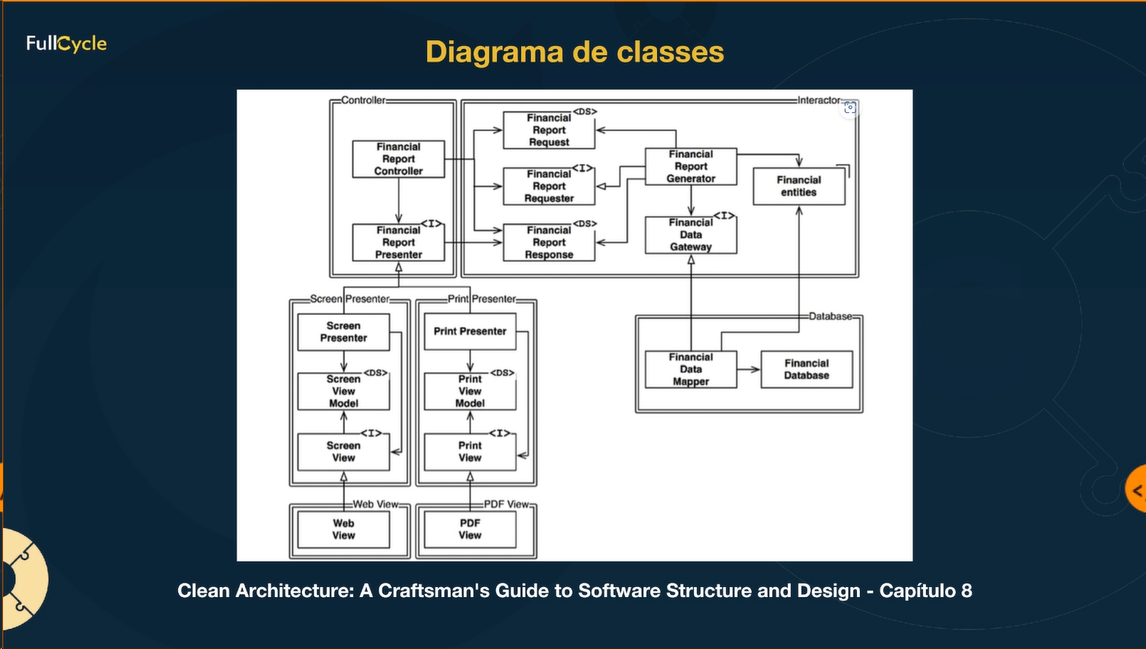 FullCycle
Diagrama de classes
Controller
Interactor
Financial
Report
Controller
<I>
Financial
Report
Presenter
<DS>
Financial
Report
Request
<I>
Financial
Report
Requester
<DS>
Financial
Report
Response
Financial
Report
Generator
<I>
Financial
Data
Gateway
Financial
entities
Screen Presenter
Screen
Presenter
<DS>
Screen
View
Model
<I>
Screen
View
Print Presenter
Print Presenter
<DS>
Print
View
Model
<I>
Print
View
Database
Financial
Data
Mapper
Financial
Database
Web View
Web
View
PDF View
PDF
View
Clean Architecture: A Craftsman's Guide to Software Structure and Design - Capítulo 8